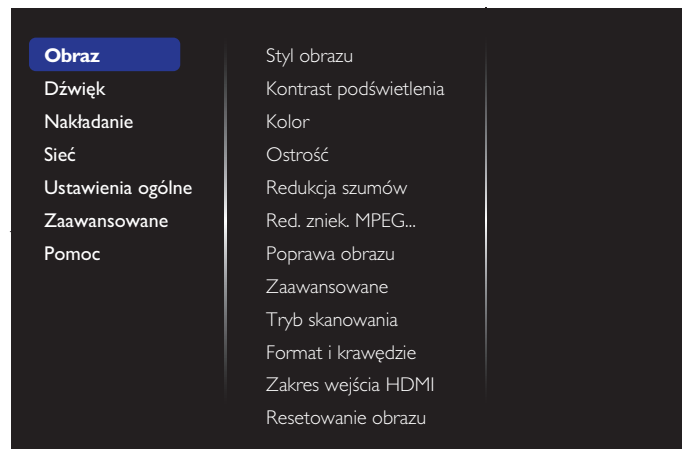 Obraz
Dźwięk
Nakładanie
Sieć
Ustawienia ogólne
Zaawansowane
Pomoc
Styl obrazu
Kontrast podświetlenia
Kolor
Ostrość
Redukcja szumów
Red. zniek. MPEG...
Poprawa obrazu
Zaawansowane
Tryb skanowania
Format i krawędzie
Zakres wejścia HDMI
Resetowanie obrazu